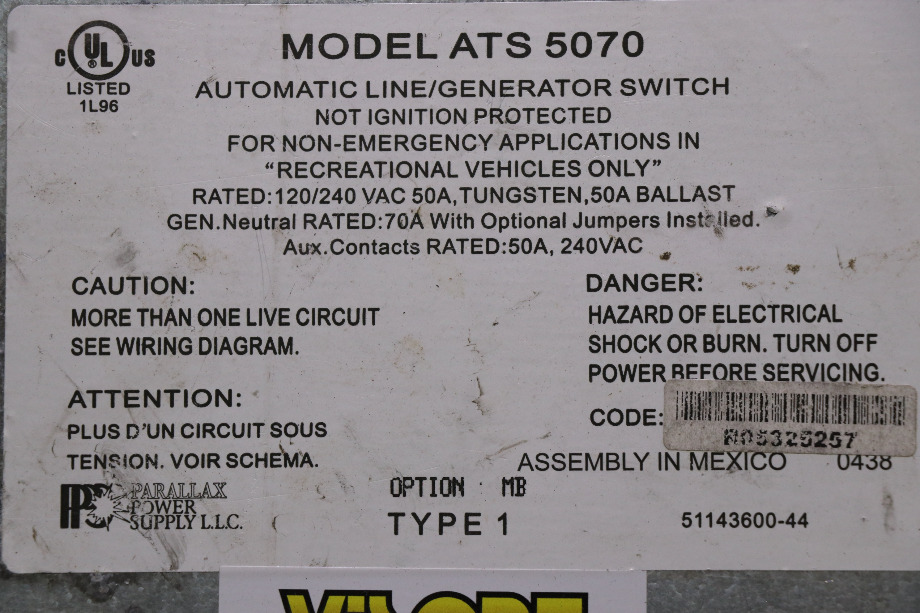 C UL US
®
LISTED
1L96
MODEL ATS 5070
AUTOMATIC LINE/GENERATOR SWITCH
NOT IGNITION PROTECTED
FOR NON-EMERGENCY APPLICATIONS IN
“RECREATIONAL VEHICLES ONLY”
RATED:120/240 VAC 50A,TUNGSTEN,50A BALLAST
GEN.Neutral RATED:70A With Optional Jumpers Installed.
Aux.Contacts RATED:50A, 240VAC
CAUTION:
MORE THAN ONE LIVE CIRCUIT
SEE WIRING DIAGRAM.
ATTENTION:
PLUS D'UN CIRCUIT SOUS
TENSION. VOIR SCHEMA.
DANGER:
HAZARD OF ELECTRICAL
SHOCK OR BURN. TURN OFF
POWER BEFORE SERVICING.
CODE:
ASSEMBLY IN MEXICO 0438
PARALLAX
POWER
SUPPLY L.L.C.
OPTION MB
TYPE 1
51143600-44